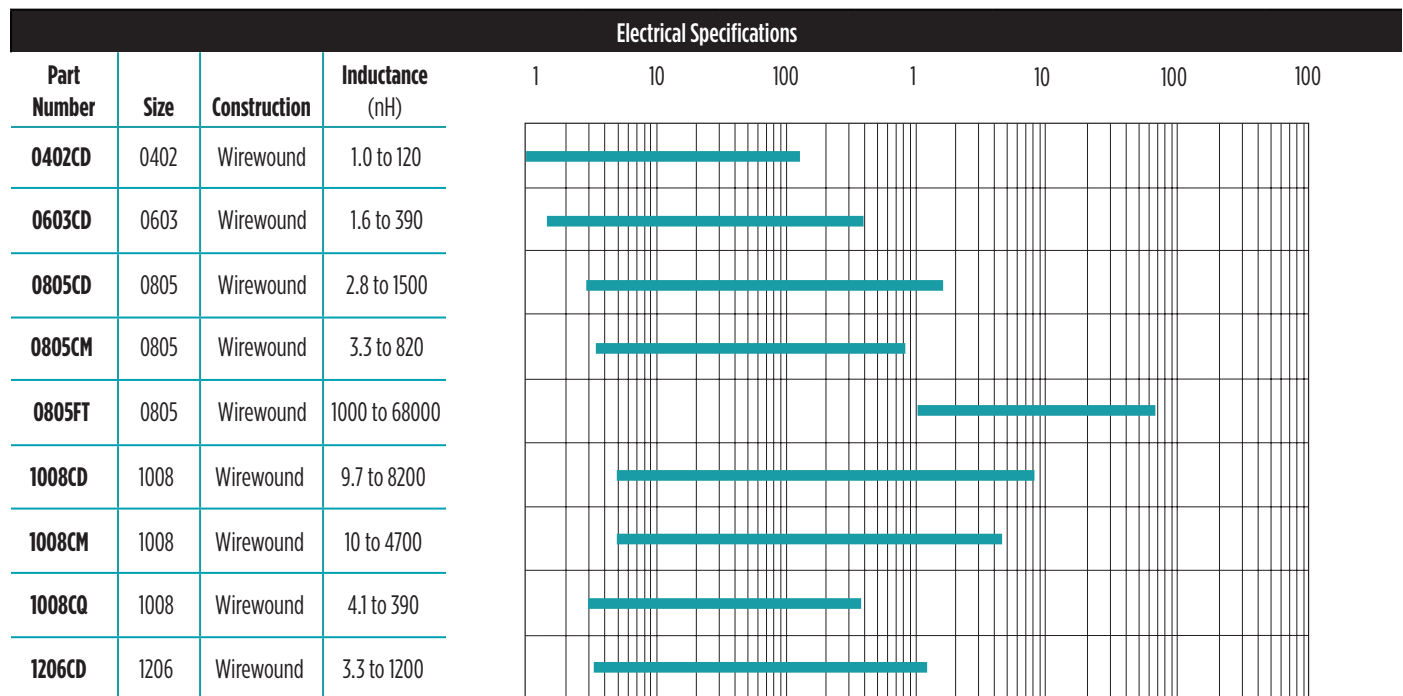 Electrical Specifications
Part Number Size Construction Inductance (nH) 1 10 100 1 10 100 100
0402CD 0402 Wirewound 1.0 to 120
0603CD 0603 Wirewound 1.6 to 390
0805CD 0805 Wirewound 2.8 to 1500
0805CM 0805 Wirewound 3.3 to 820
0805FT 0805 Wirewound 1000 to 68000
1008CD 1008 Wirewound 9.7 to 8200
1008CM 1008 Wirewound 10 to 4700
1008CQ 1008 Wirewound 4.1 to 390
1206CD 1206 Wirewound 3.3 to 1200